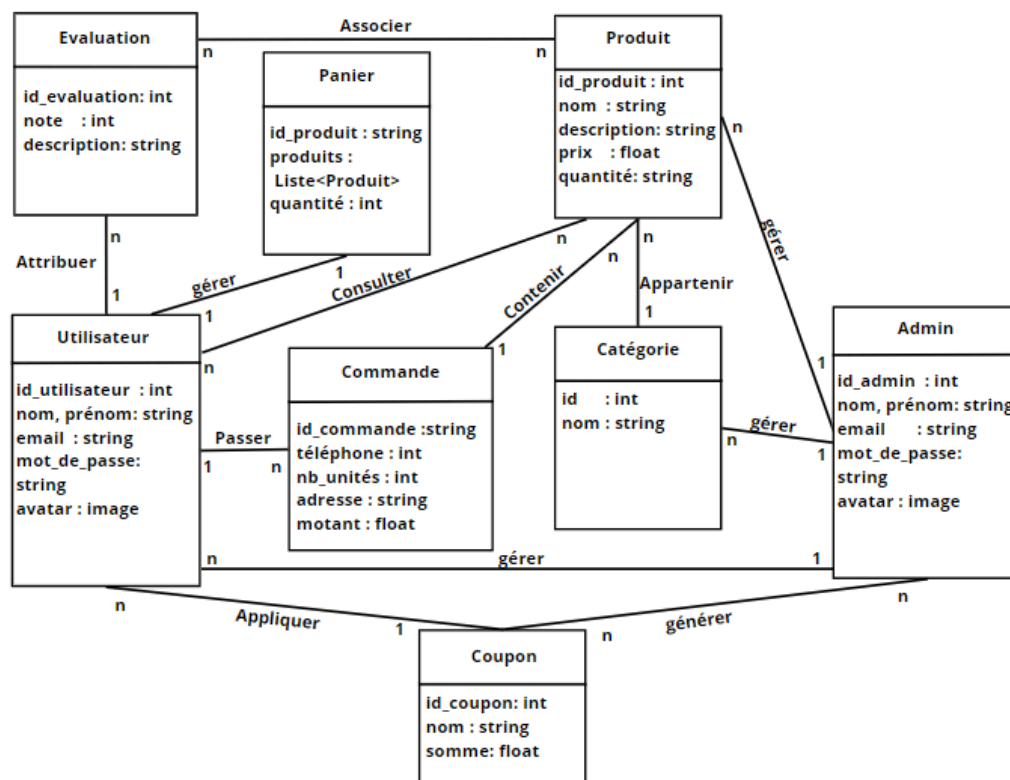 Associer
Evaluation
n
n
Produit
id_evaluation: int
note : int
description: string
Panier
id_produit : string
produits :
Liste<Produit>
quantité : int
id_produit : int
nom : string
description: string
prix : float
quantité: string
n
gérer
1
n
Attribuer
1
gérer
1
1
Consulter
n
n
Contenir
n
1
n
Appartenir
1
Utilisateur
id_utilisateur : int
nom, prénom: string
email : string
mot_de_passe:
string
avatar : image
Passer
1
n
Commande
id_commande :string
téléphone : int
nb_unités : int
adresse : string
motant : float
Catégorie
id : int
nom : string
gérer
n
1
Admin
id_admin : int
nom, prénom: string
email : string
mot_de_passe:
string
avatar : image
n
gérer
1
n
Appliquer
1
n
générer
n
Coupon
id_coupon: int
nom : string
somme: float